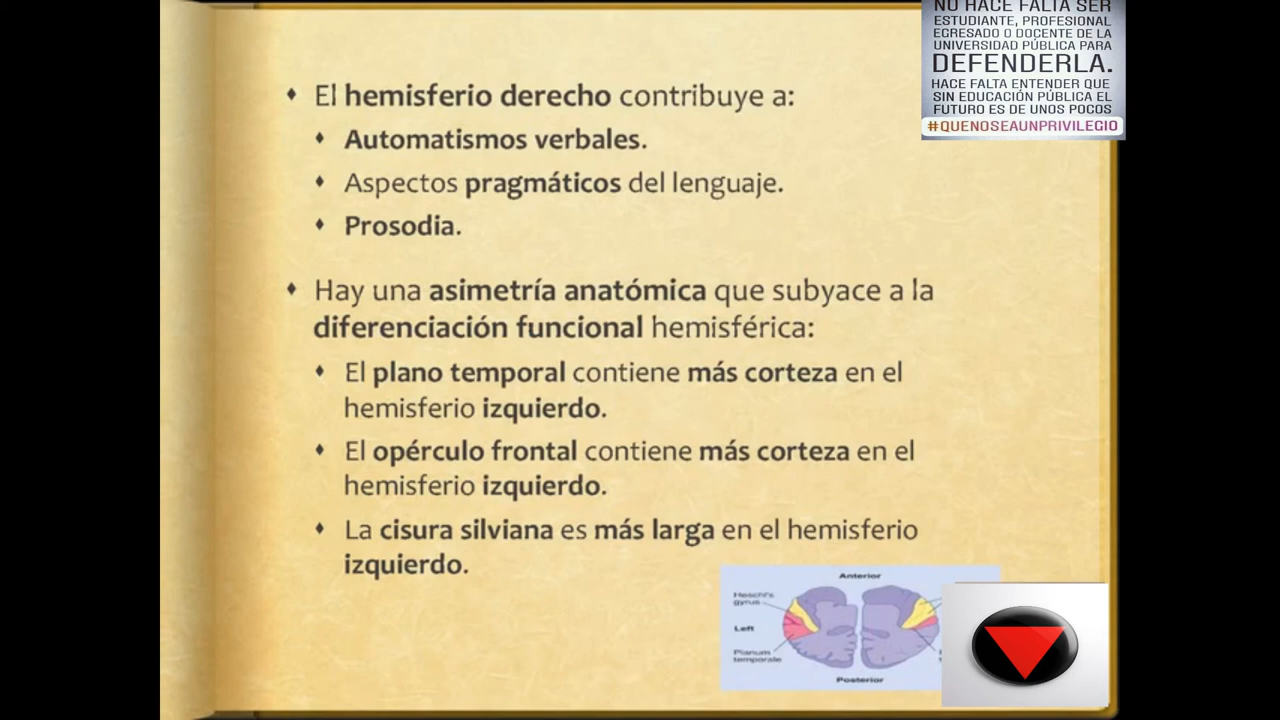 NO HACE FALTA SER
ESTUDIANTE, PROFESIONAL
EGRESADO O DOCENTE DE LA
UNIVERSIDAD PÚBLICA PARA
DEFENDERLA.
HACE FALTA ENTENDER QUE
SIN EDUCACIÓN PÚBLICA EL
FUTURO ES DE UNOS POCOS
#QUENOSEAUNPRIVILEGIO
El hemisferio derecho contribuye a:
Automatismos verbales.
Aspectos pragmáticos del lenguaje.
Prosodia.
Hay una asimetría anatómica que subyace a la
diferenciación funcional hemisférica:
El plano temporal contiene más corteza en el
hemisferio izquierdo.
El opérculo frontal contiene más corteza en el
hemisferio izquierdo.
La cisura silviana es más larga en el hemisferio
izquierdo.
Anterior
Heschl's
gyrus
Left
Planum
temporale
Posterior